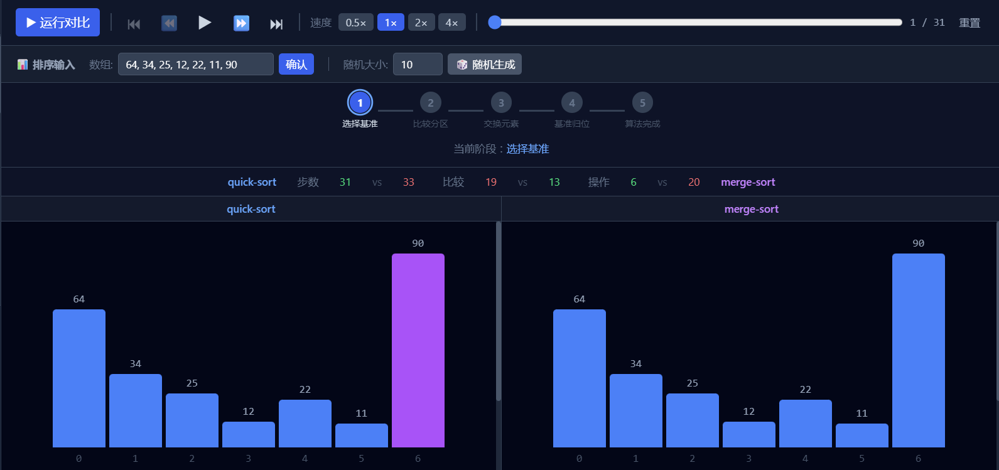 ▶ 运行对比 ⏮ ⏪ ▶ ⏩ ⏭ 速度 0.5× 1× 2× 4× 1 / 31 重置
📊 排序输入 数组: 64, 34, 25, 12, 22, 11, 90 确认 随机大小: 10 🎲 随机生成
1 2 3 4 5
选择基准 比较分区 交换元素 基准归位 算法完成
当前阶段：选择基准
quick-sort 步数 31 vs 33 比较 19 vs 13 操作 6 vs 20 merge-sort
quick-sort
90
64
34
25
22
12
11
0 1 2 3 4 5 6
merge-sort
90
64
34
25
22
12
11
0 1 2 3 4 5 6